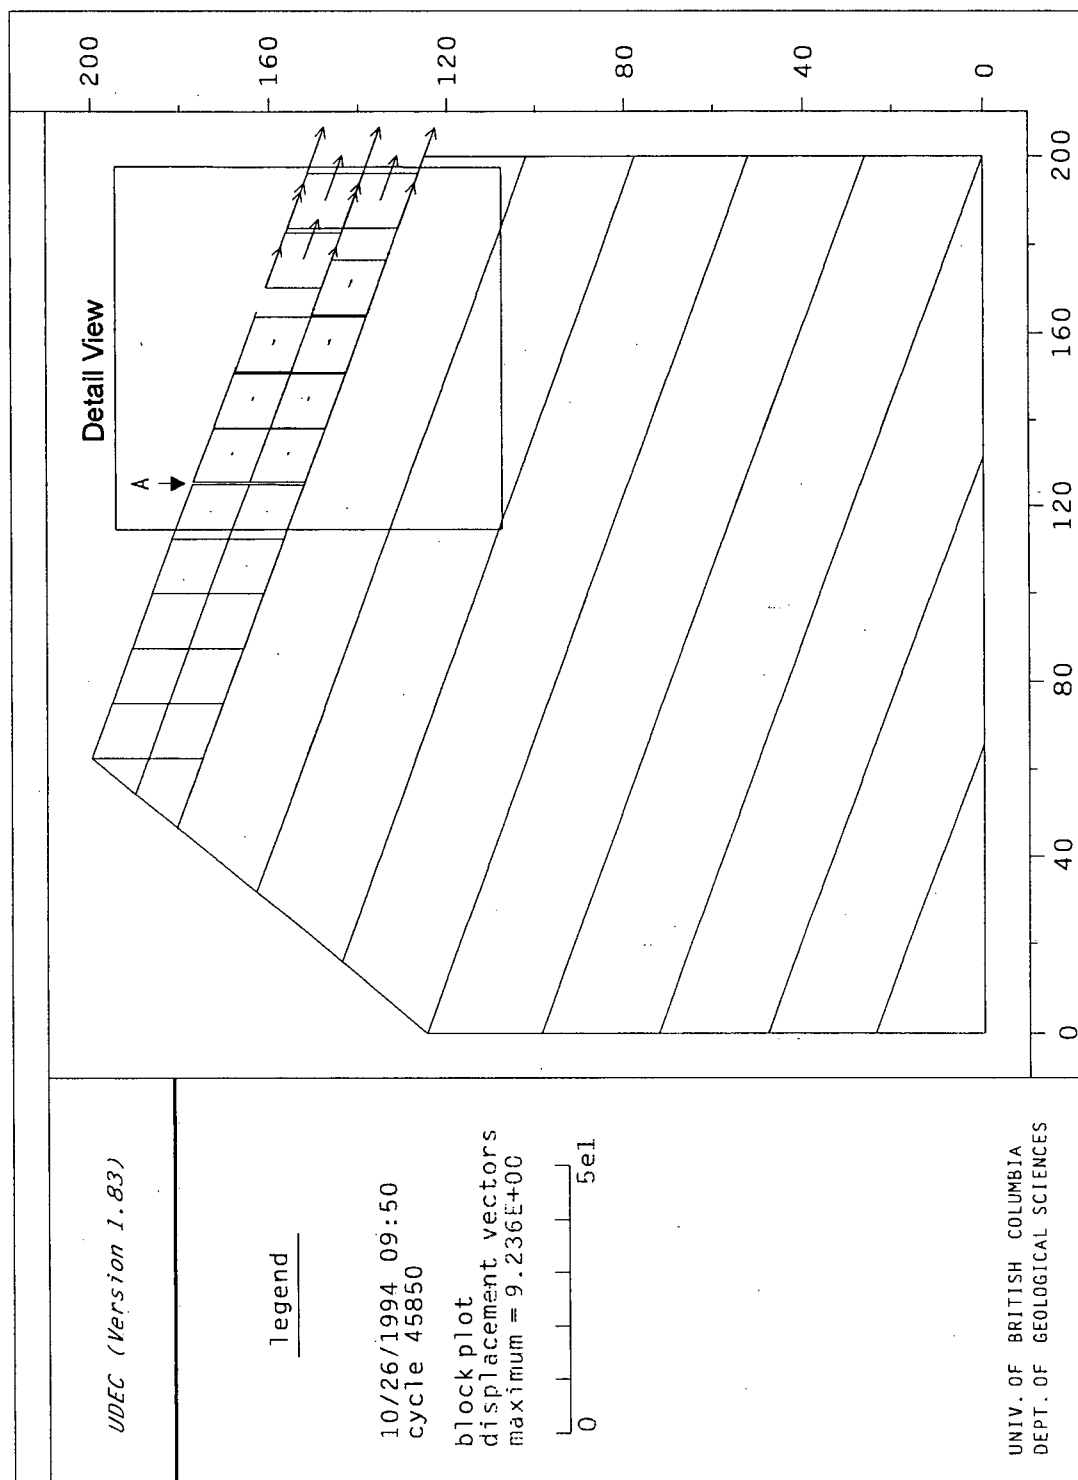 UDEC (Version 1.83)
legend
10/26/1994 09:50
cycle 45850
block plot
displacement vectors
maximum = 9.236E+00
0 5e1
UNIV. OF BRITISH COLUMBIA
DEPT. OF GEOLOGICAL SCIENCES
Detail View
A
200
160
120
80
40
0
0 40 80 120 160 200